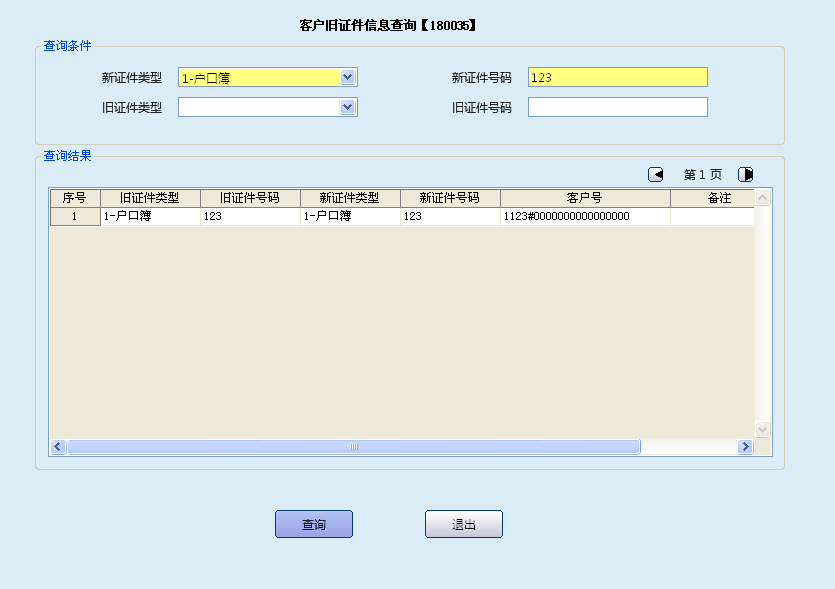 客户旧证件信息查询【180035】
查询条件
新证件类型 1-户口簿 新证件号码 123
旧证件类型 旧证件号码
查询结果
第 1 页
序号 旧证件类型 旧证件号码 新证件类型 新证件号码 客户号 备注
1 1-户口簿 123 1-户口簿 123 1123#0000000000000000
查询 退出